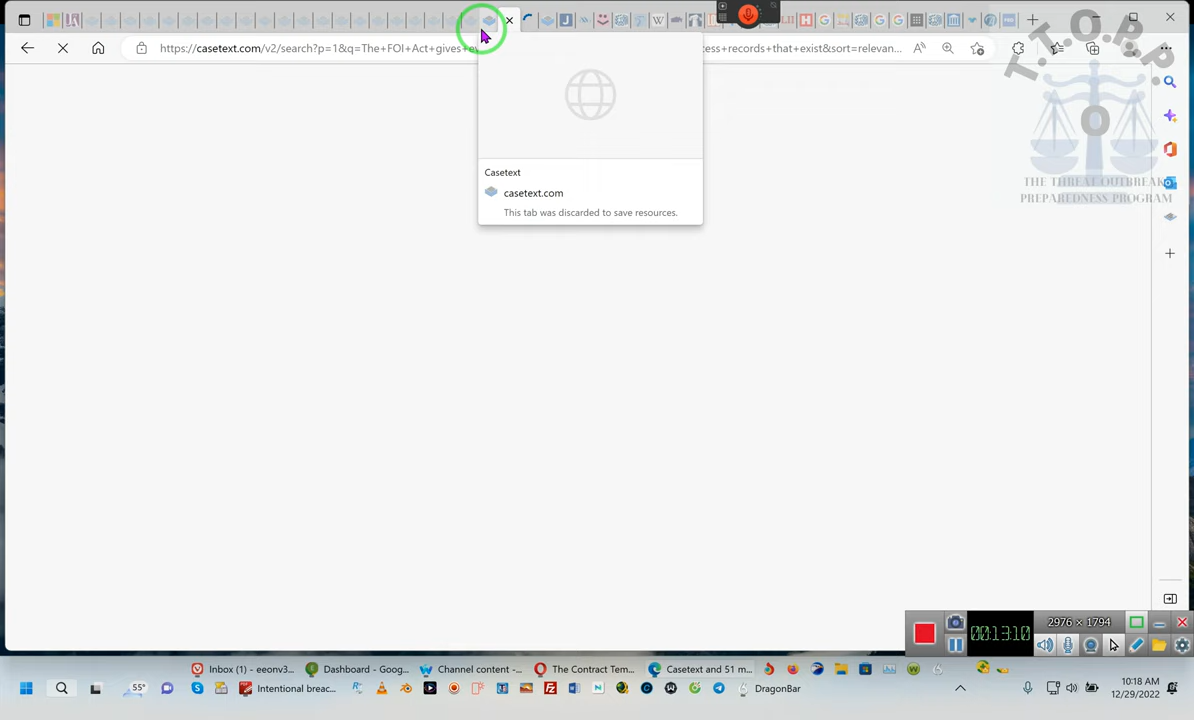 https://casetext.com/v2/search?p=1&q=The+FOI+Act+gives+e
cess+records+that+exist&sort=relevan...
T.T.O.P.P.
O
THE THREAT OUTBREAK
PREPAREDNESS PROGRAM
Casetext
casetext.com
This tab was discarded to save resources.
00:13:10
2976 × 1794
Inbox (1) - eeonv3...
Dashboard - Goog...
Channel content -...
The Contract Tem...
Casetext and 51 m...
55°
Intentional breac...
DragonBar
10:18 AM
12/29/2022